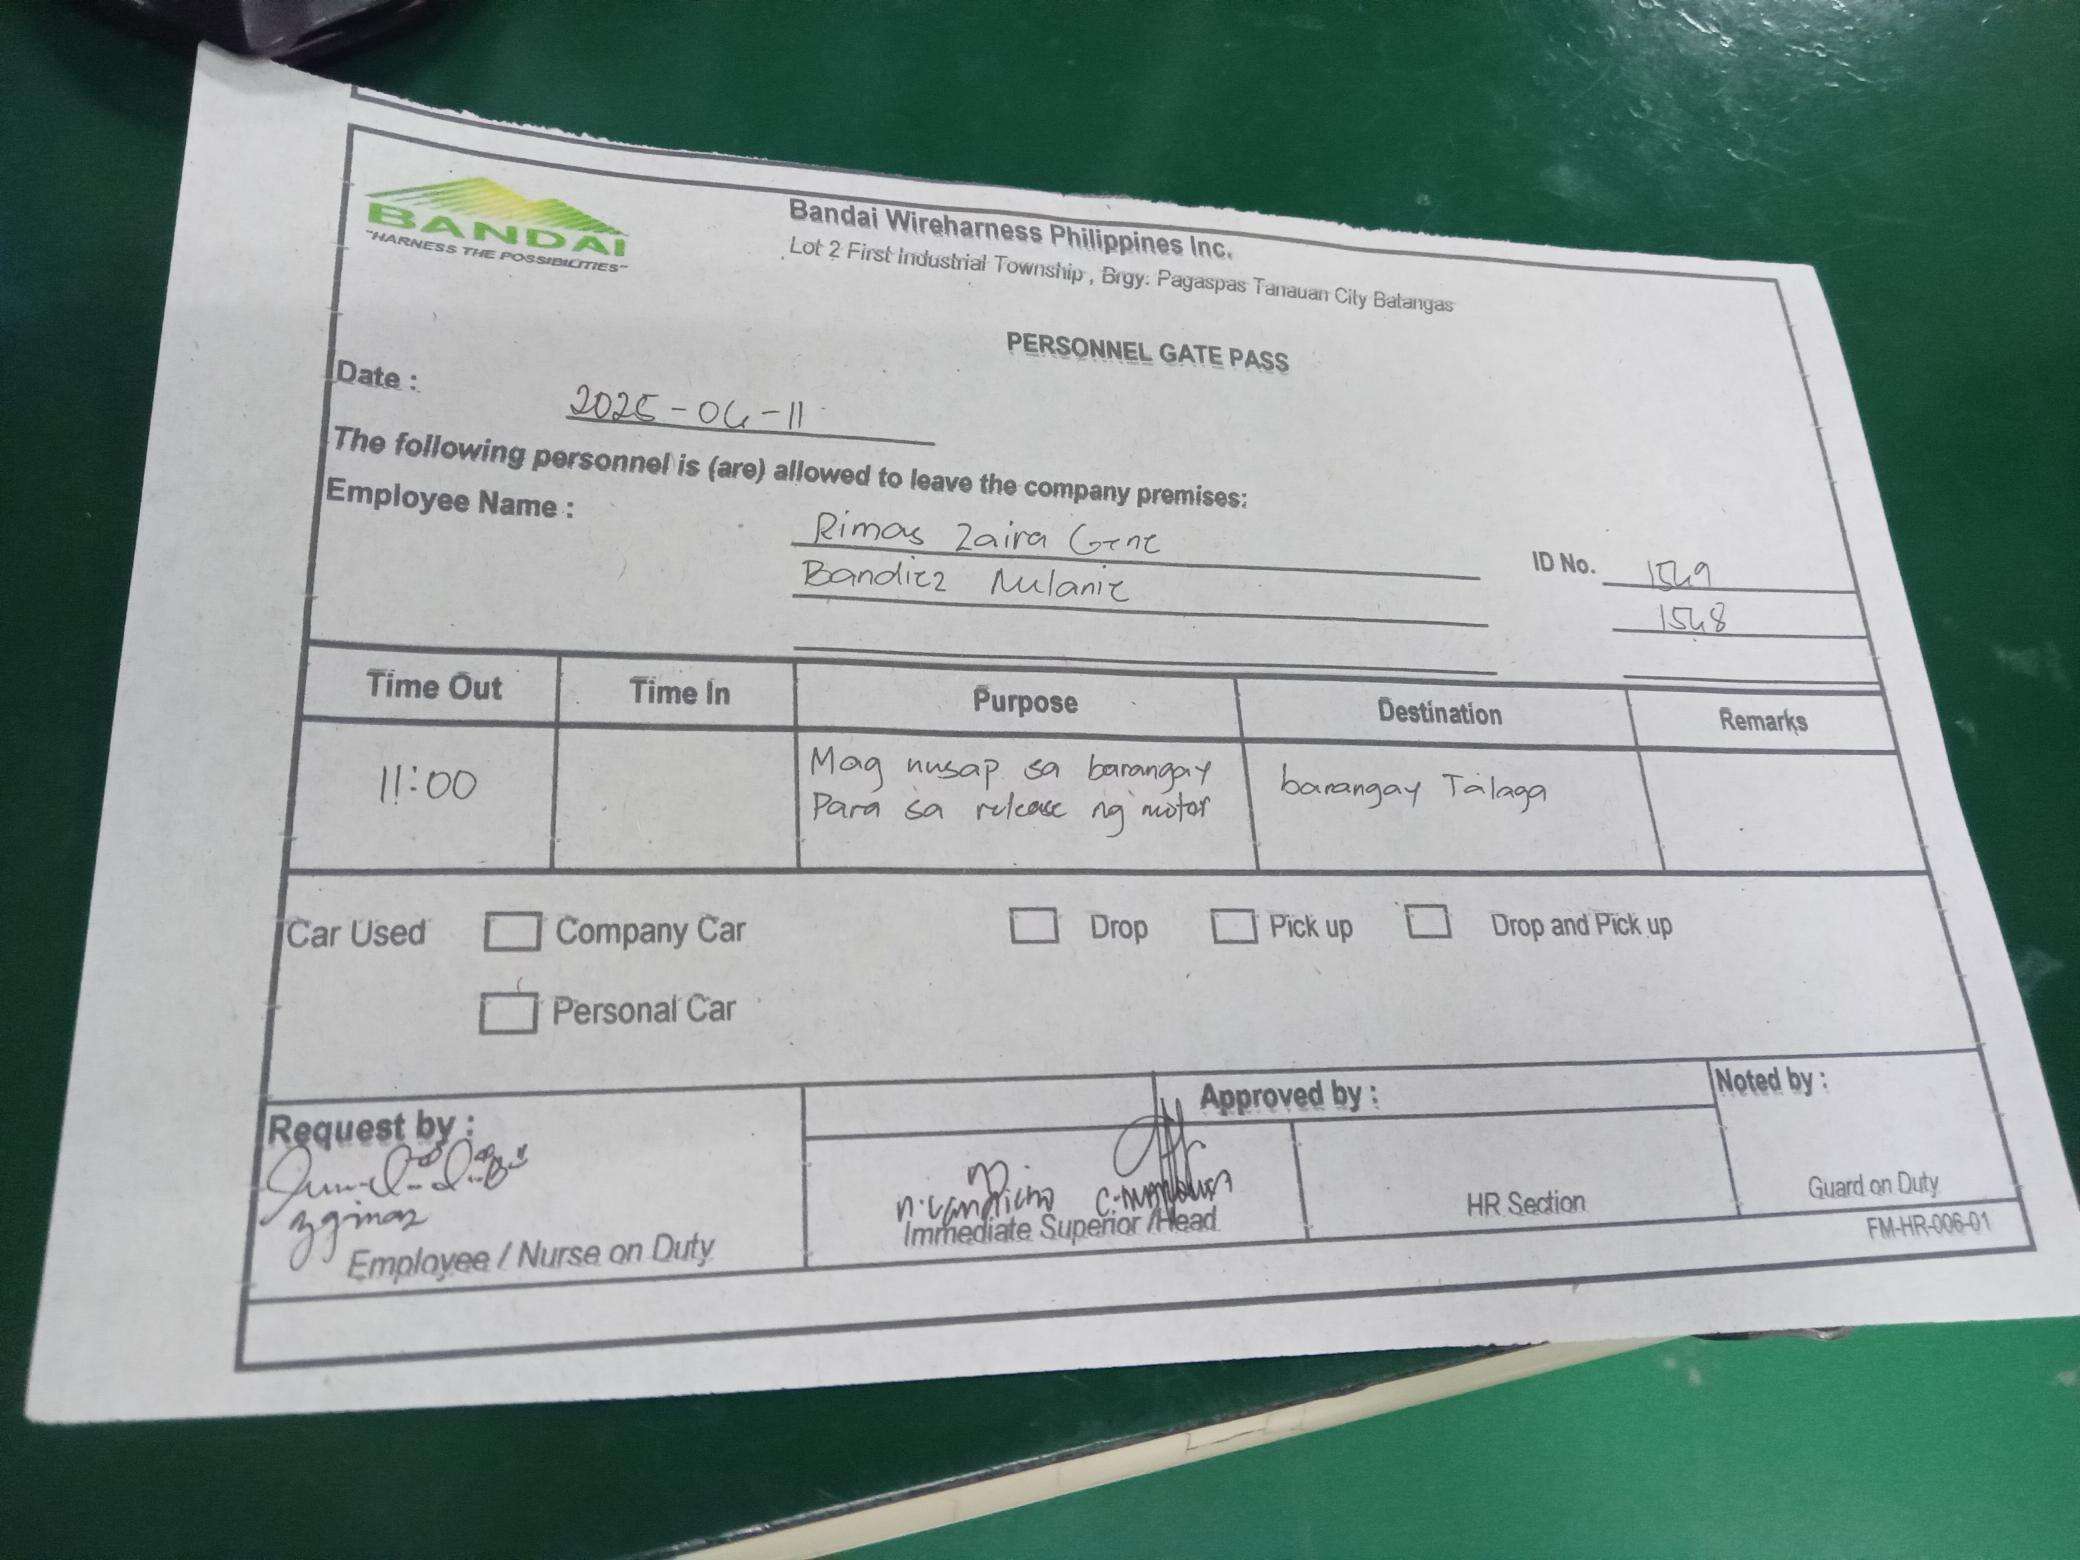 BANDAI
"HARNESS THE POSSIBILITIES"
Bandai Wireharness Philippines Inc.
Lot 2 First Industrial Township , Brgy. Pagaspas Tanauan City Batangas
PERSONNEL GATE PASS
Date : 2025-04-11
The following personnel is (are) allowed to leave the company premises:
Employee Name : Rimas Zaira Gene ID No. 1549
Bandiez Melanie 1548
Time Out Time In Purpose Destination Remarks
11:00 Mag nusap sa barangay barangay Talaga
Para sa release ng motor
Car Used Company Car Drop Pick up Drop and Pick up
Personal Car
Request by : Approved by : Noted by :
Employee / Nurse on Duty Immediate Superior /Head HR Section Guard on Duty
FM-HR-006-01